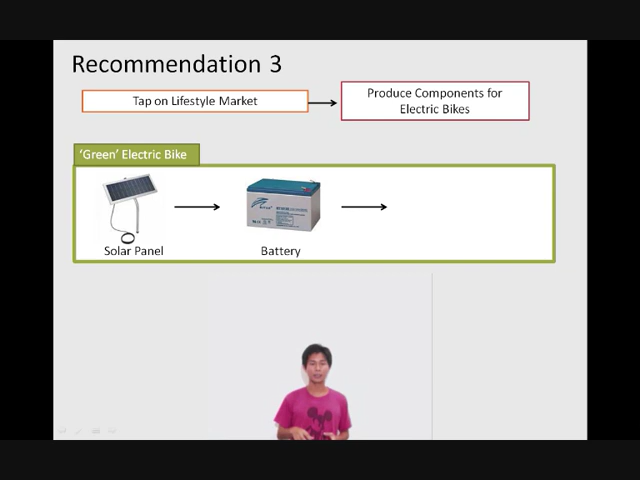 Recommendation 3
Tap on Lifestyle Market
Produce Components for
Electric Bikes
‘Green’ Electric Bike
Solar Panel
Battery